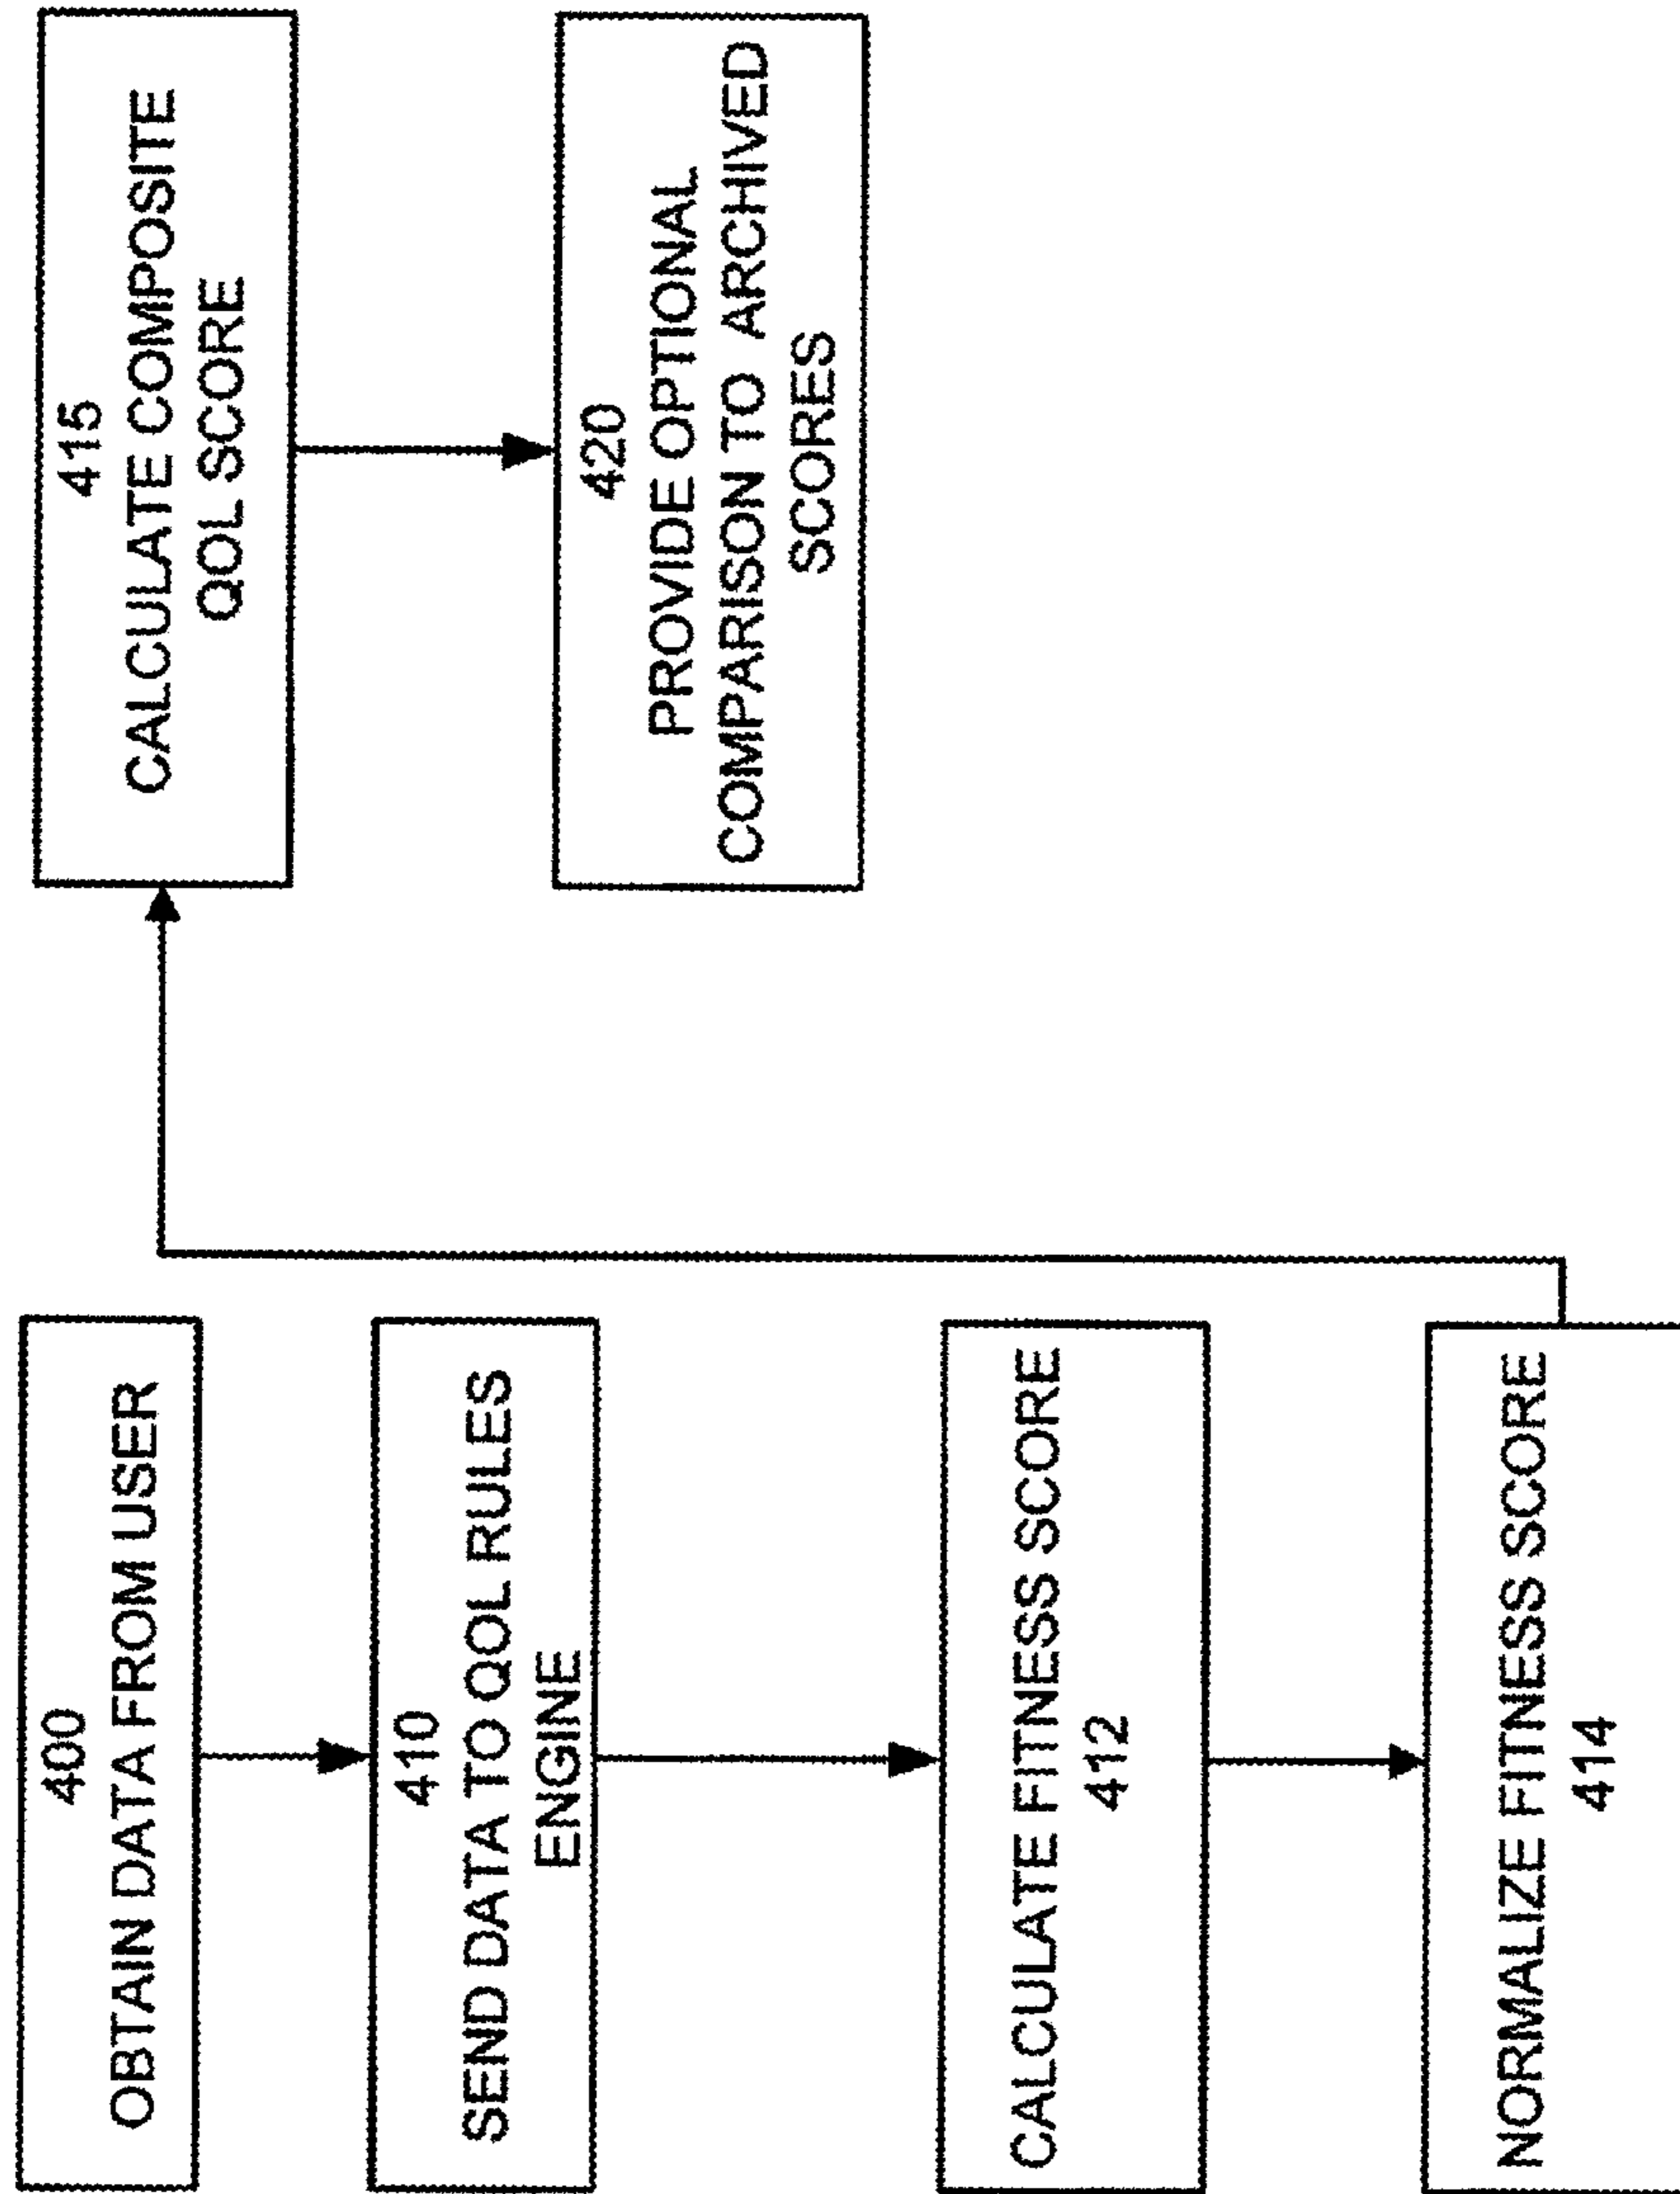 400
OBTAIN DATA FROM USER
410
SEND DATA TO QOL RULES
ENGINE
CALCULATE FITNESS SCORE
412
NORMALIZE FITNESS SCORE
414
415
CALCULATE COMPOSITE
QOL SCORE
420
PROVIDE OPTIONAL
COMPARISON TO ARCHIVED
SCORES